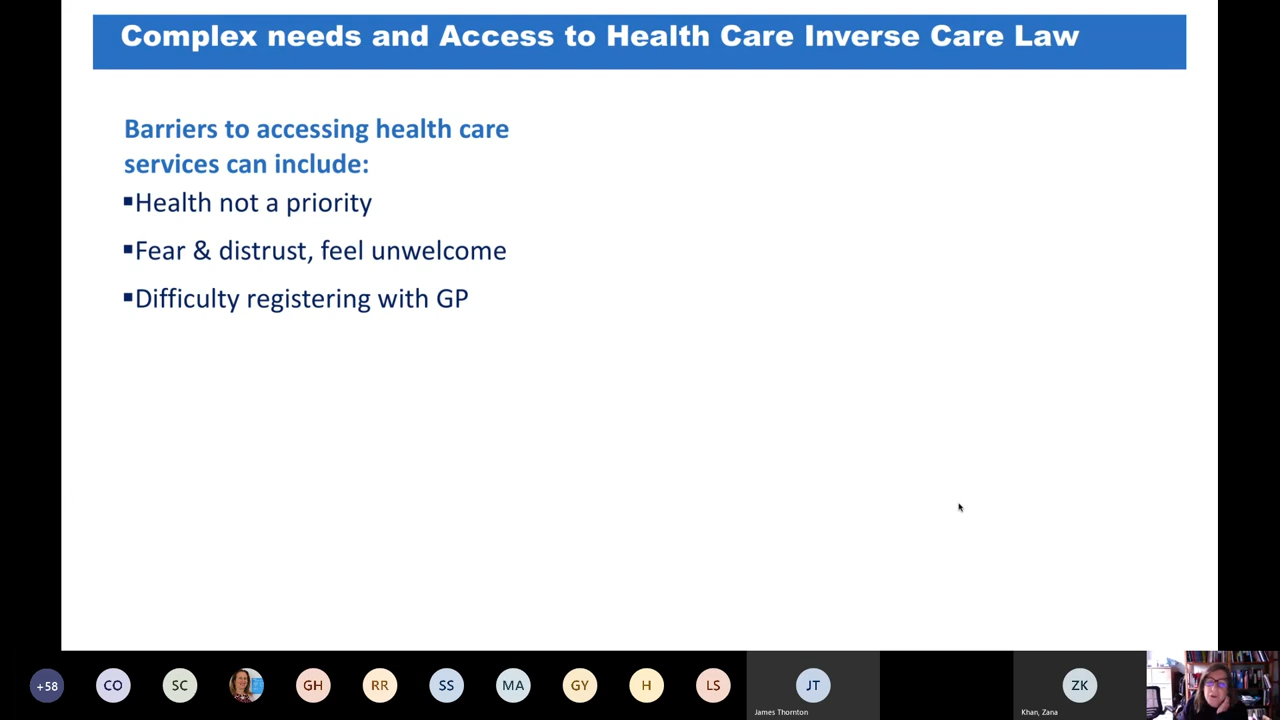 Complex needs and Access to Health Care Inverse Care Law
Barriers to accessing health care
services can include:
▪Health not a priority
▪Fear & distrust, feel unwelcome
▪Difficulty registering with GP
+58
CO
SC
GH
RR
SS
MA
GY
H
LS
JT
James Thornton
ZK
Khan, Zana